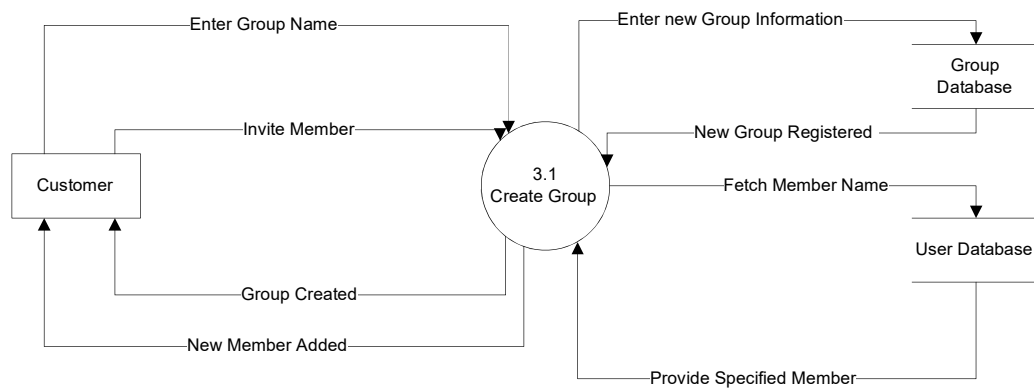 Enter Group Name
Enter new Group Information
Group
Database
Invite Member
New Group Registered
Customer
3.1
Create Group
Fetch Member Name
User Database
Group Created
New Member Added
Provide Specified Member